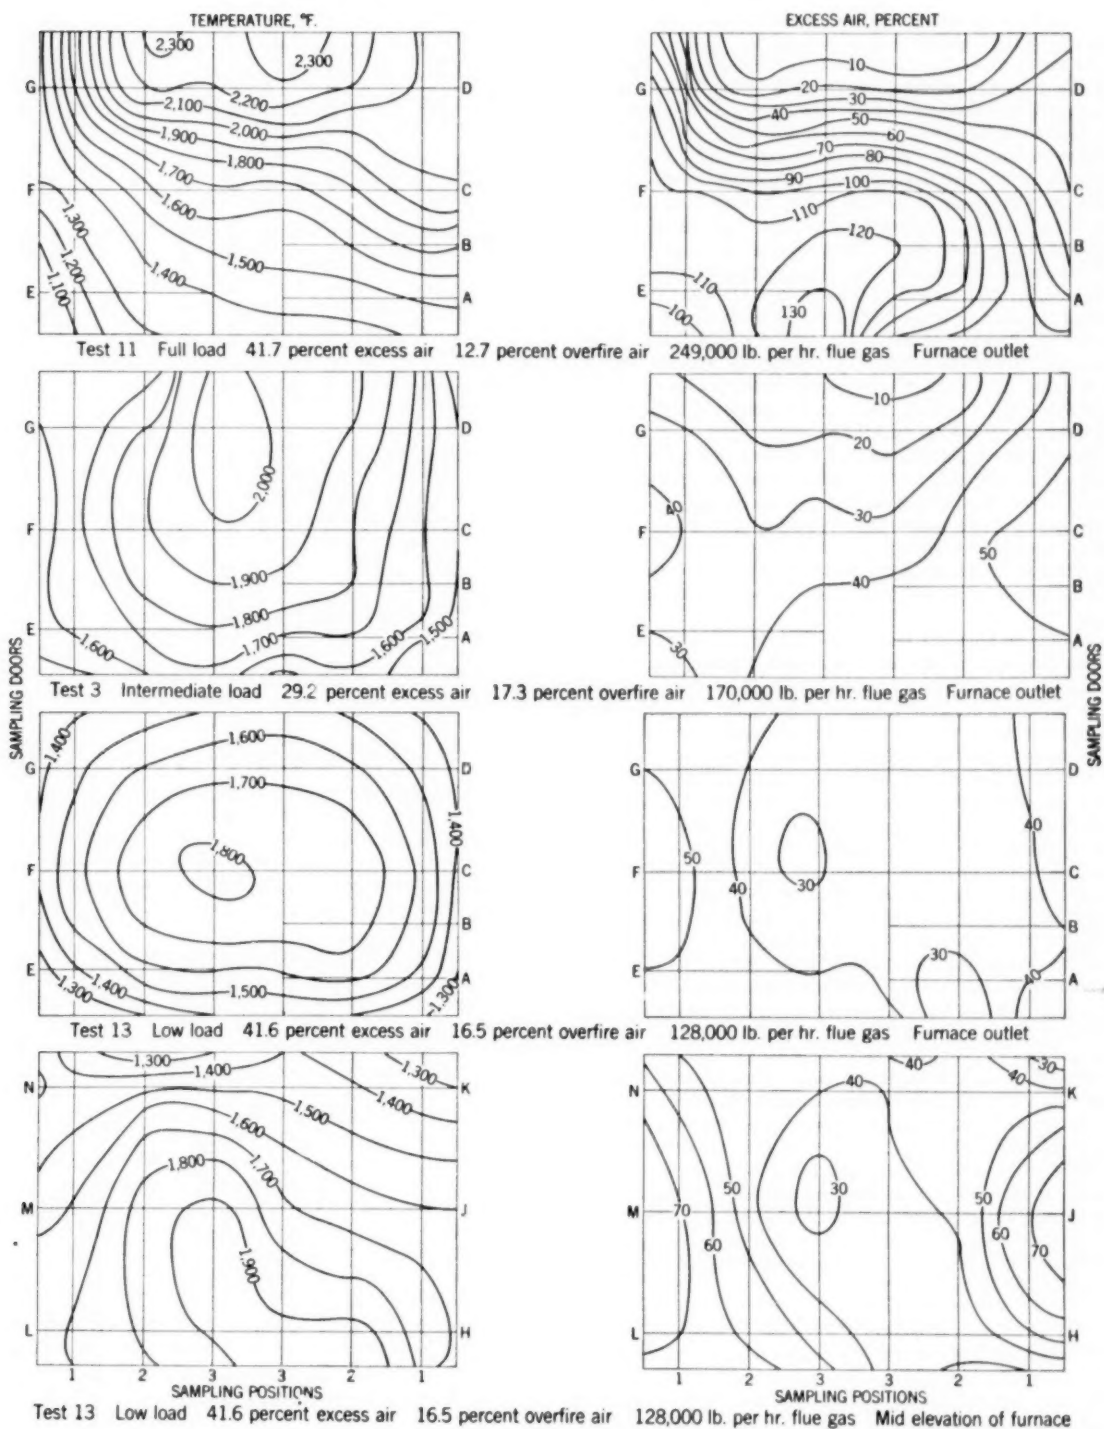 TEMPERATURE, °F.
EXCESS AIR, PERCENT
2,300
2,300
2,100
2,200
1,900
2,000
1,700
1,800
1,600
1,300
1,200
1,100
1,400
1,500
G
F
E
D
C
B
A
10
20
30
40
50
60
70
80
90
100
110
120
110
100
130
G
F
E
D
C
B
A
Test 11 Full load 41.7 percent excess air 12.7 percent overfire air 249,000 lb. per hr. flue gas Furnace outlet
2,000
1,900
1,800
1,700
1,600
1,600
1,500
G
F
E
D
C
B
A
10
20
30
40
40
50
30
G
F
E
D
C
B
A
SAMPLING DOORS
SAMPLING DOORS
Test 3 Intermediate load 29.2 percent excess air 17.3 percent overfire air 170,000 lb. per hr. flue gas Furnace outlet
1,400
1,600
1,700
1,800
1,400
1,300
1,400
1,500
1,300
G
F
E
D
C
B
A
50
40
30
40
30
40
G
F
E
D
C
B
A
Test 13 Low load 41.6 percent excess air 16.5 percent overfire air 128,000 lb. per hr. flue gas Furnace outlet
1,300
1,400
1,300
1,400
1,500
1,600
1,700
1,800
1,900
N
M
L
K
J
H
1
2
3
3
2
1
SAMPLING POSITIONS
40
40
30
40
30
50
60
70
50
60
70
N
M
L
K
J
H
1
2
3
3
2
1
SAMPLING POSITIONS
Test 13 Low load 41.6 percent excess air 16.5 percent overfire air 128,000 lb. per hr. flue gas Mid elevation of furnace